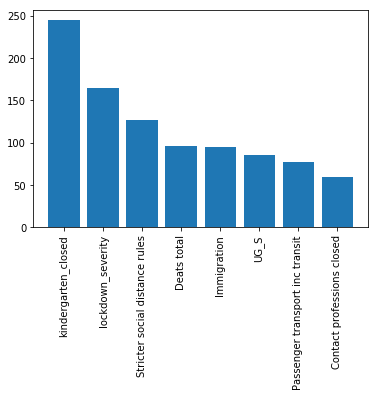 250
200
150
100
50
0
kindergarten_closed
lockdown_severity
Stricter social distance rules
Deats total
Immigration
UG_S
Passenger transport inc transit
Contact professions closed